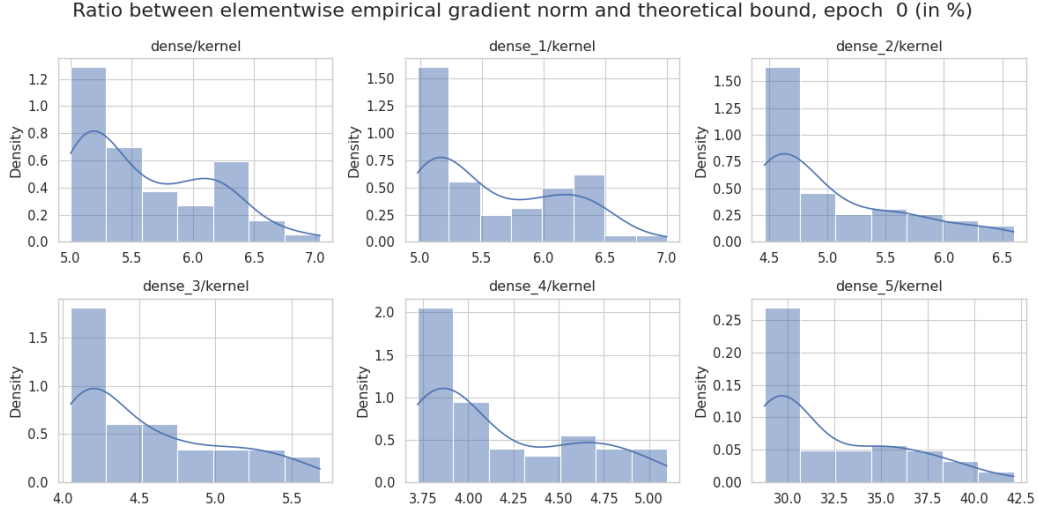 Ratio between elementwise empirical gradient norm and theoretical bound, epoch  0 (in %)
dense/kernel
Density
1.2
1.0
0.8
0.6
0.4
0.2
0.0
5.0 5.5 6.0 6.5 7.0
dense_1/kernel
Density
1.50
1.25
1.00
0.75
0.50
0.25
0.00
5.0 5.5 6.0 6.5 7.0
dense_2/kernel
Density
1.50
1.25
1.00
0.75
0.50
0.25
0.00
4.5 5.0 5.5 6.0 6.5
dense_3/kernel
Density
1.5
1.0
0.5
0.0
4.0 4.5 5.0 5.5
dense_4/kernel
Density
2.0
1.5
1.0
0.5
0.0
3.75 4.00 4.25 4.50 4.75 5.00
dense_5/kernel
Density
0.25
0.20
0.15
0.10
0.05
0.00
30.0 32.5 35.0 37.5 40.0 42.5